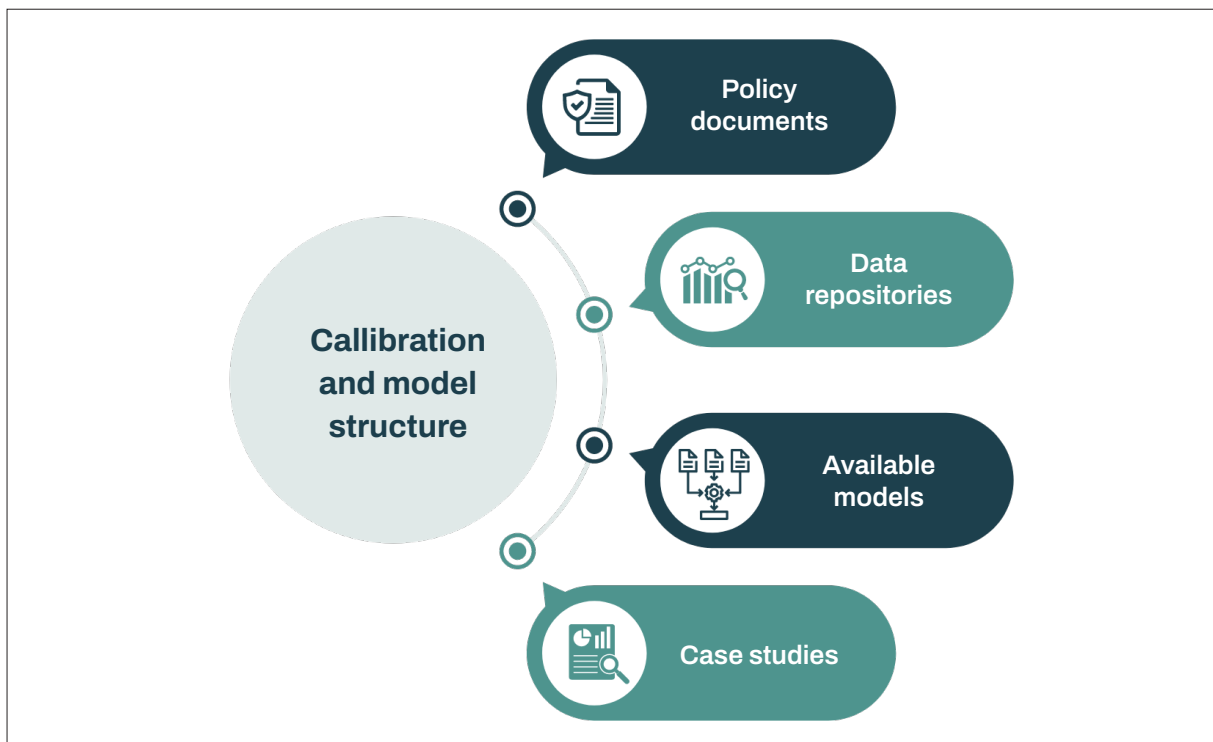 Policy
documents
Data
repositories
Callibration
and model
structure
Available
models
Case studies